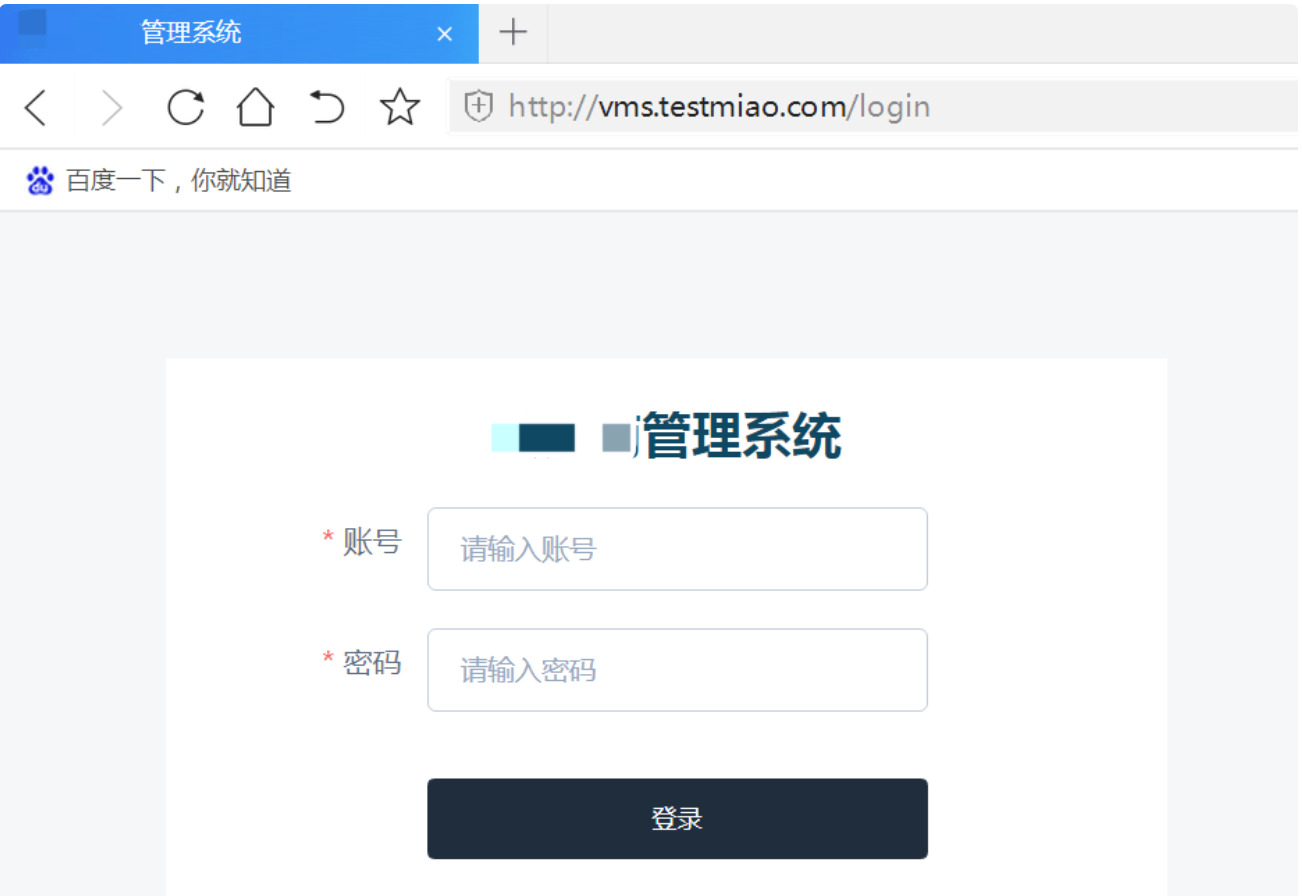 管理系统
http://vms.testmiao.com/login
百度一下，你就知道
管理系统
* 账号
请输入账号
* 密码
请输入密码
登录